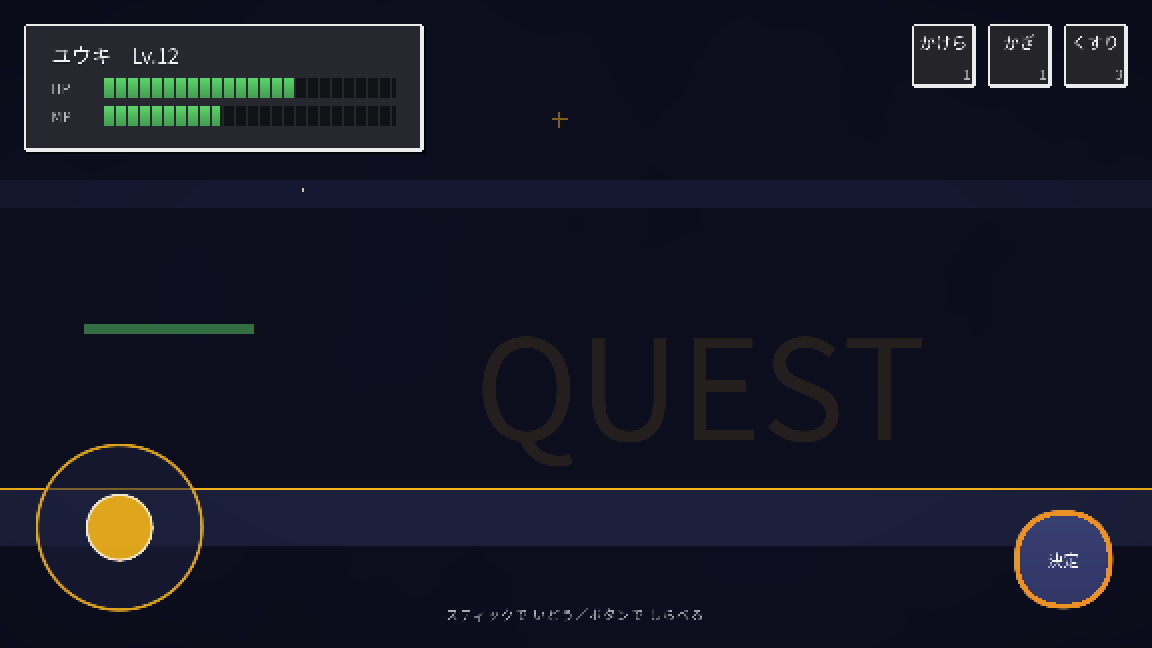 ユウキ Lv.12
HP
MP
かけら
1
かぎ
1
くすり
3
QUEST
決定
スティックで いどう／ボタンで しらべる